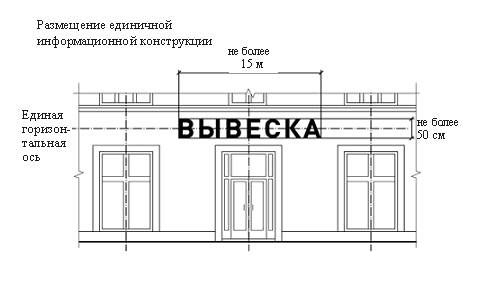 Размещение единичной
информационной конструкции
не более
15 м
Единая
горизон-
тальная
ось
ВЫВЕСКА
не более
50 см